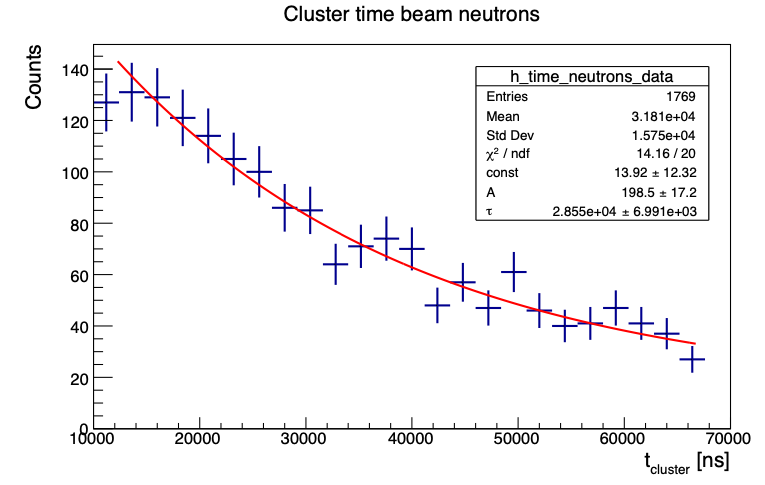 Cluster time beam neutrons
Counts
140
120
100
80
60
40
20
0
10000 20000 30000 40000 50000 60000 70000
t_cluster [ns]
h_time_neutrons_data
Entries 1769
Mean 3.181e+04
Std Dev 1.575e+04
χ² / ndf 14.16 / 20
const 13.92 ± 12.32
A 198.5 ± 17.2
τ 2.855e+04 ± 6.991e+03